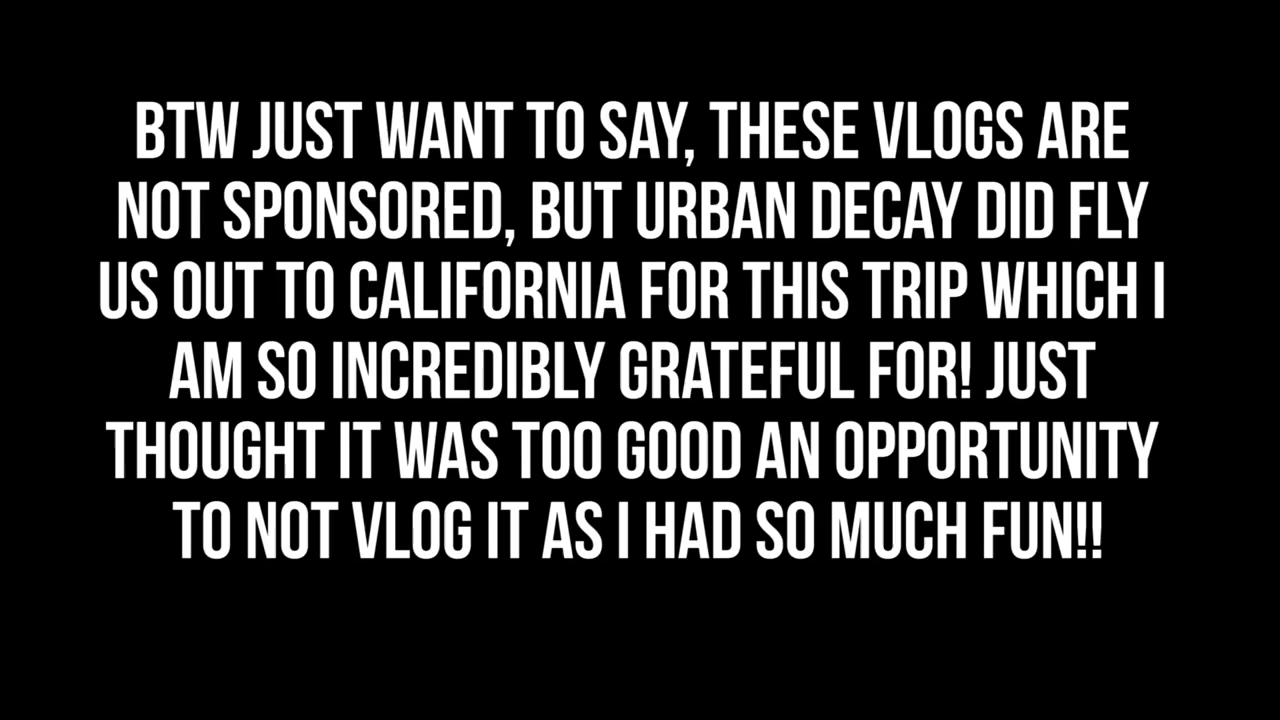 BTW JUST WANT TO SAY, THESE VLOGS ARE
NOT SPONSORED, BUT URBAN DECAY DID FLY
US OUT TO CALIFORNIA FOR THIS TRIP WHICH I
AM SO INCREDIBLY GRATEFUL FOR! JUST
THOUGHT IT WAS TOO GOOD AN OPPORTUNITY
TO NOT VLOG IT AS I HAD SO MUCH FUN!!